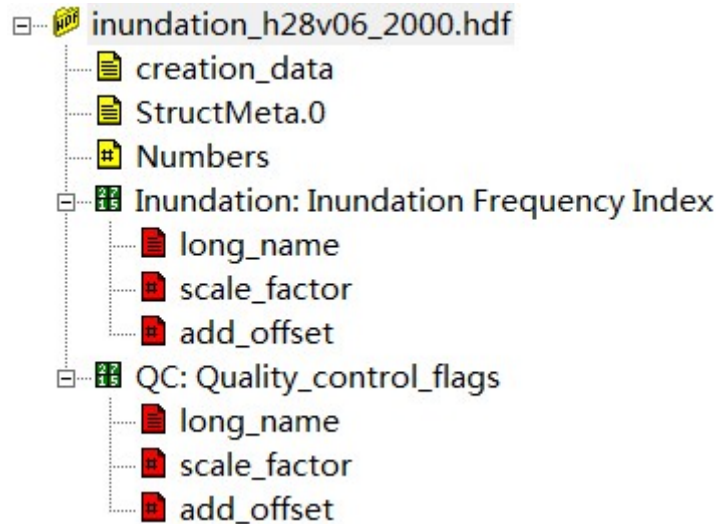 inundation_h28v06_2000.hdf
creation_data
StructMeta.0
Numbers
Inundation: Inundation Frequency Index
long_name
scale_factor
add_offset
QC: Quality_control_flags
long_name
scale_factor
add_offset